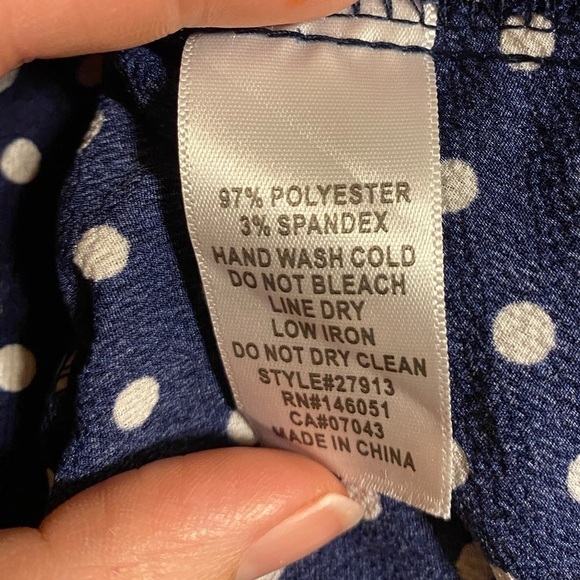 97% POLYESTER
3% SPANDEX
HAND WASH COLD
DO NOT BLEACH
LINE DRY
LOW IRON
DO NOT DRY CLEAN
STYLE#27913
RN#146051
CA#07043
MADE IN CHINA